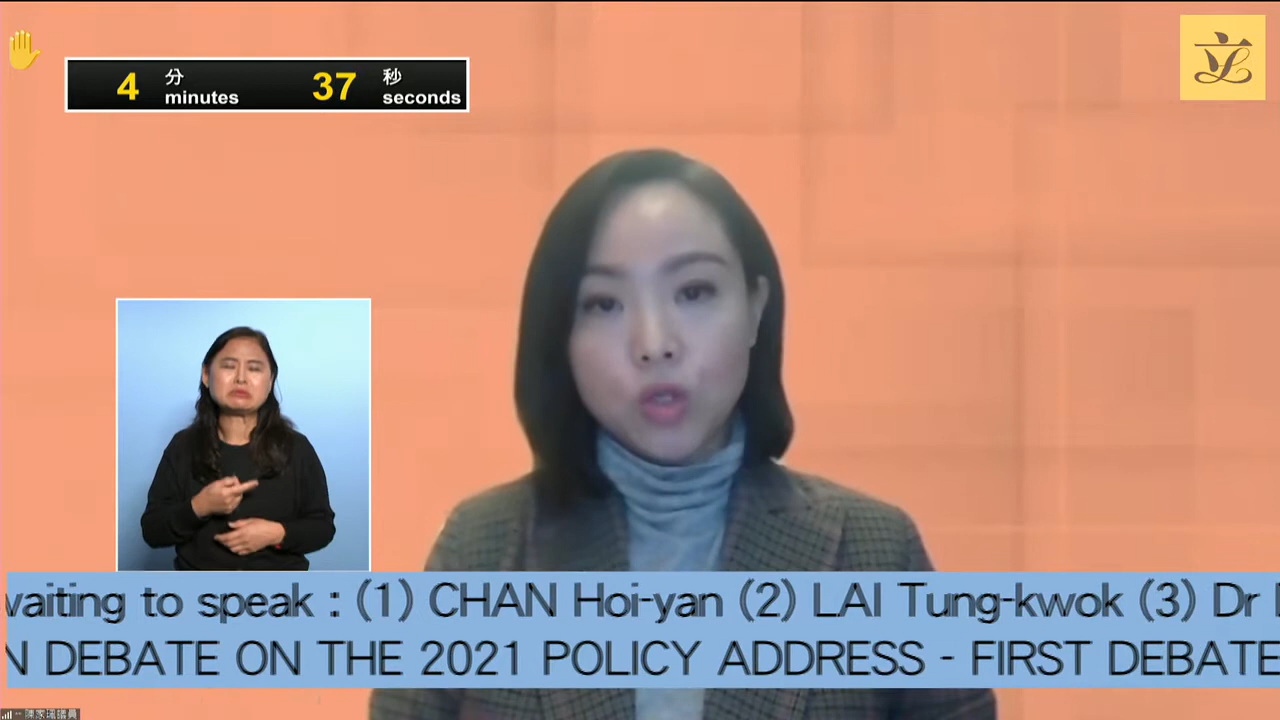 立
4 分 37 秒
minutes seconds
waiting to speak : (1) CHAN Hoi-yan (2) LAI Tung-kwok (3) Dr
N DEBATE ON THE 2021 POLICY ADDRESS - FIRST DEBATE